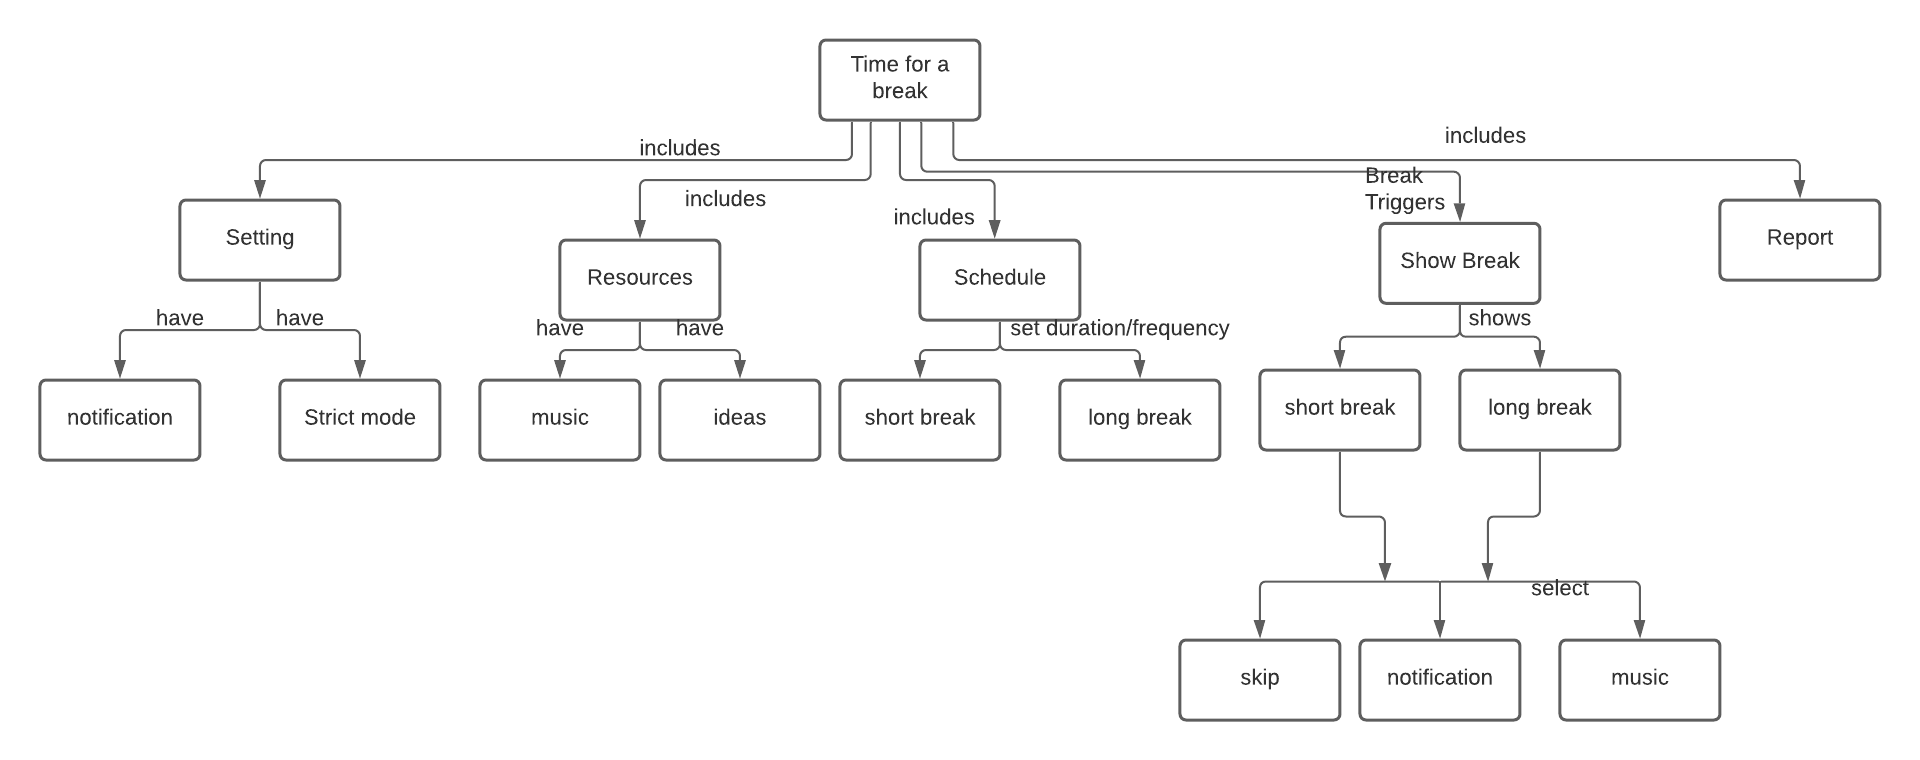 Time for a
break
includes
includes
includes
includes
Break
Triggers
includes
Setting
Resources
Schedule
Show Break
Report
have
have
have
have
set duration/frequency
shows
notification
Strict mode
music
ideas
short break
long break
short break
long break
select
skip
notification
music